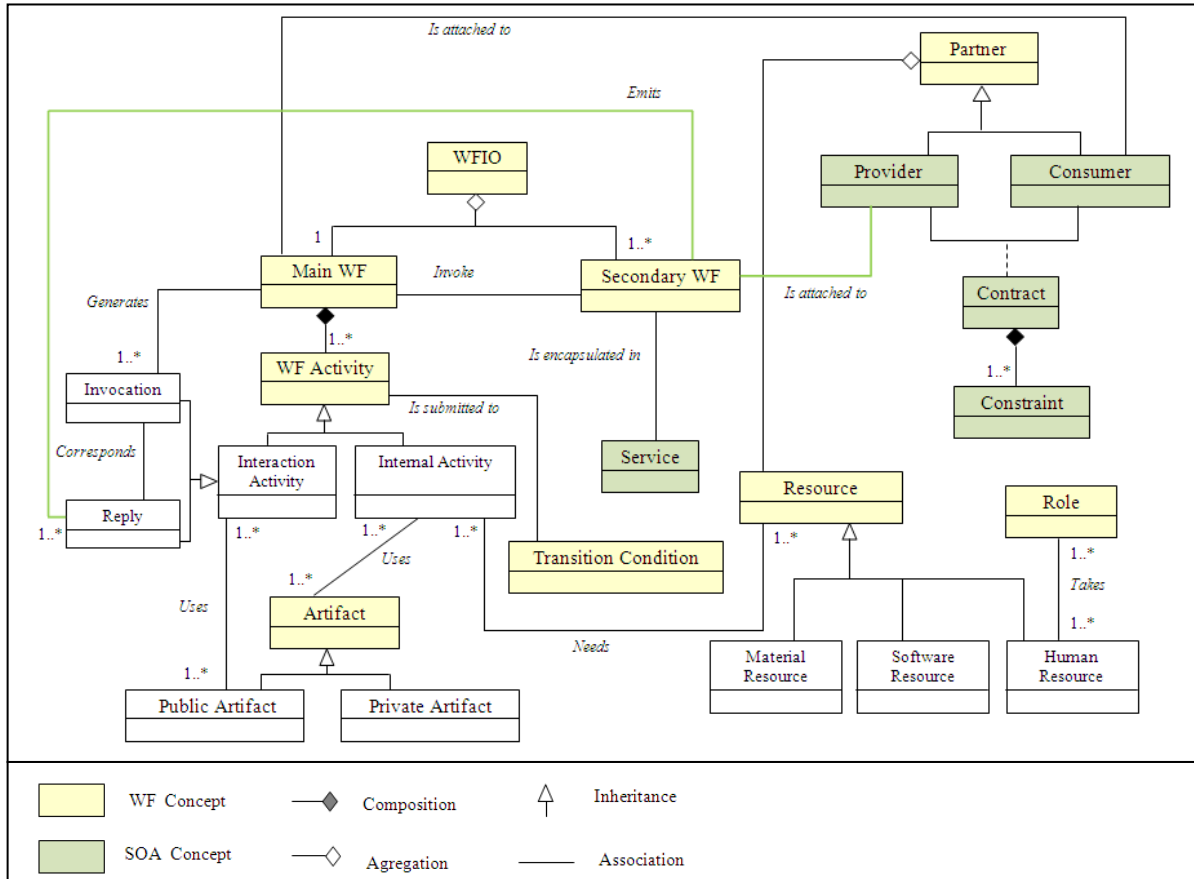 Is attached to
Partner
Emits
WFIO
Provider
Consumer
1
1..*
Main WF
Invoke
Secondary WF
Is attached to
Generates
Contract
1..*
1..*
Is encapsulated in
WF Activity
1..*
Invocation
Is submitted to
Constraint
Corresponds
Interaction
Activity
Internal Activity
Service
Resource
Role
Reply
1..*
1..*
1..*
1..*
1..*
1..*
Uses
Transition Condition
1..*
Takes
Uses
Artifact
1..*
Needs
1..*
Material
Resource
Software
Resource
Human
Resource
Public Artifact
Private Artifact
WF Concept
Composition
Inheritance
SOA Concept
Agregation
Association